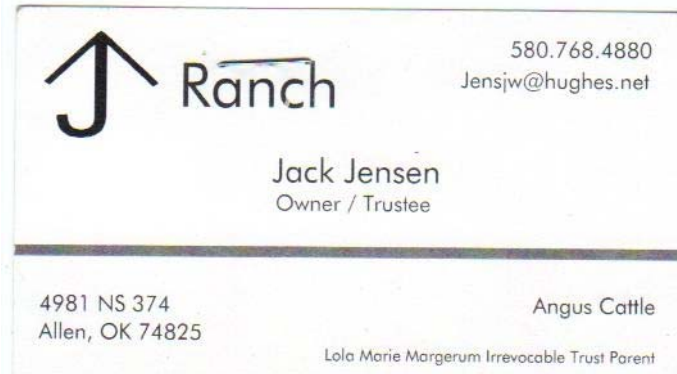 J Ranch
580.768.4880
Jensjw@hughes.net
Jack Jensen
Owner / Trustee
4981 NS 374
Allen, OK 74825
Angus Cattle
Lola Marie Margerum Irrevocable Trust Parent